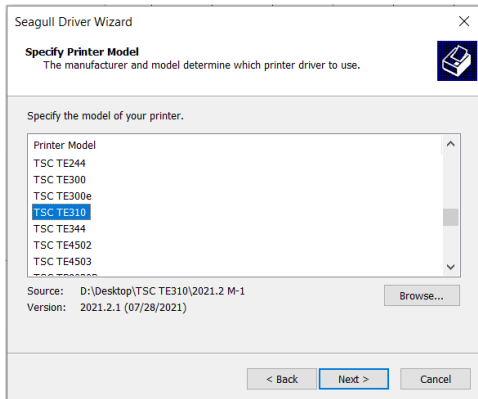 Seagull Driver Wizard
Specify Printer Model
The manufacturer and model determine which printer driver to use.
Specify the model of your printer.
Printer Model
TSC TE244
TSC TE300
TSC TE300e
TSC TE310
TSC TE344
TSC TE4502
TSC TE4503
Source: D:\Desktop\TSC TE310\2021.2 M-1
Browse...
Version: 2021.2.1 (07/28/2021)
< Back Next > Cancel